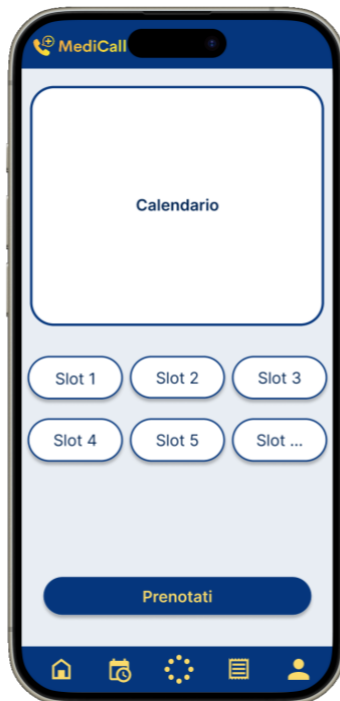 MediCall
Calendario
Slot 1 Slot 2 Slot 3
Slot 4 Slot 5 Slot ...
Prenotati